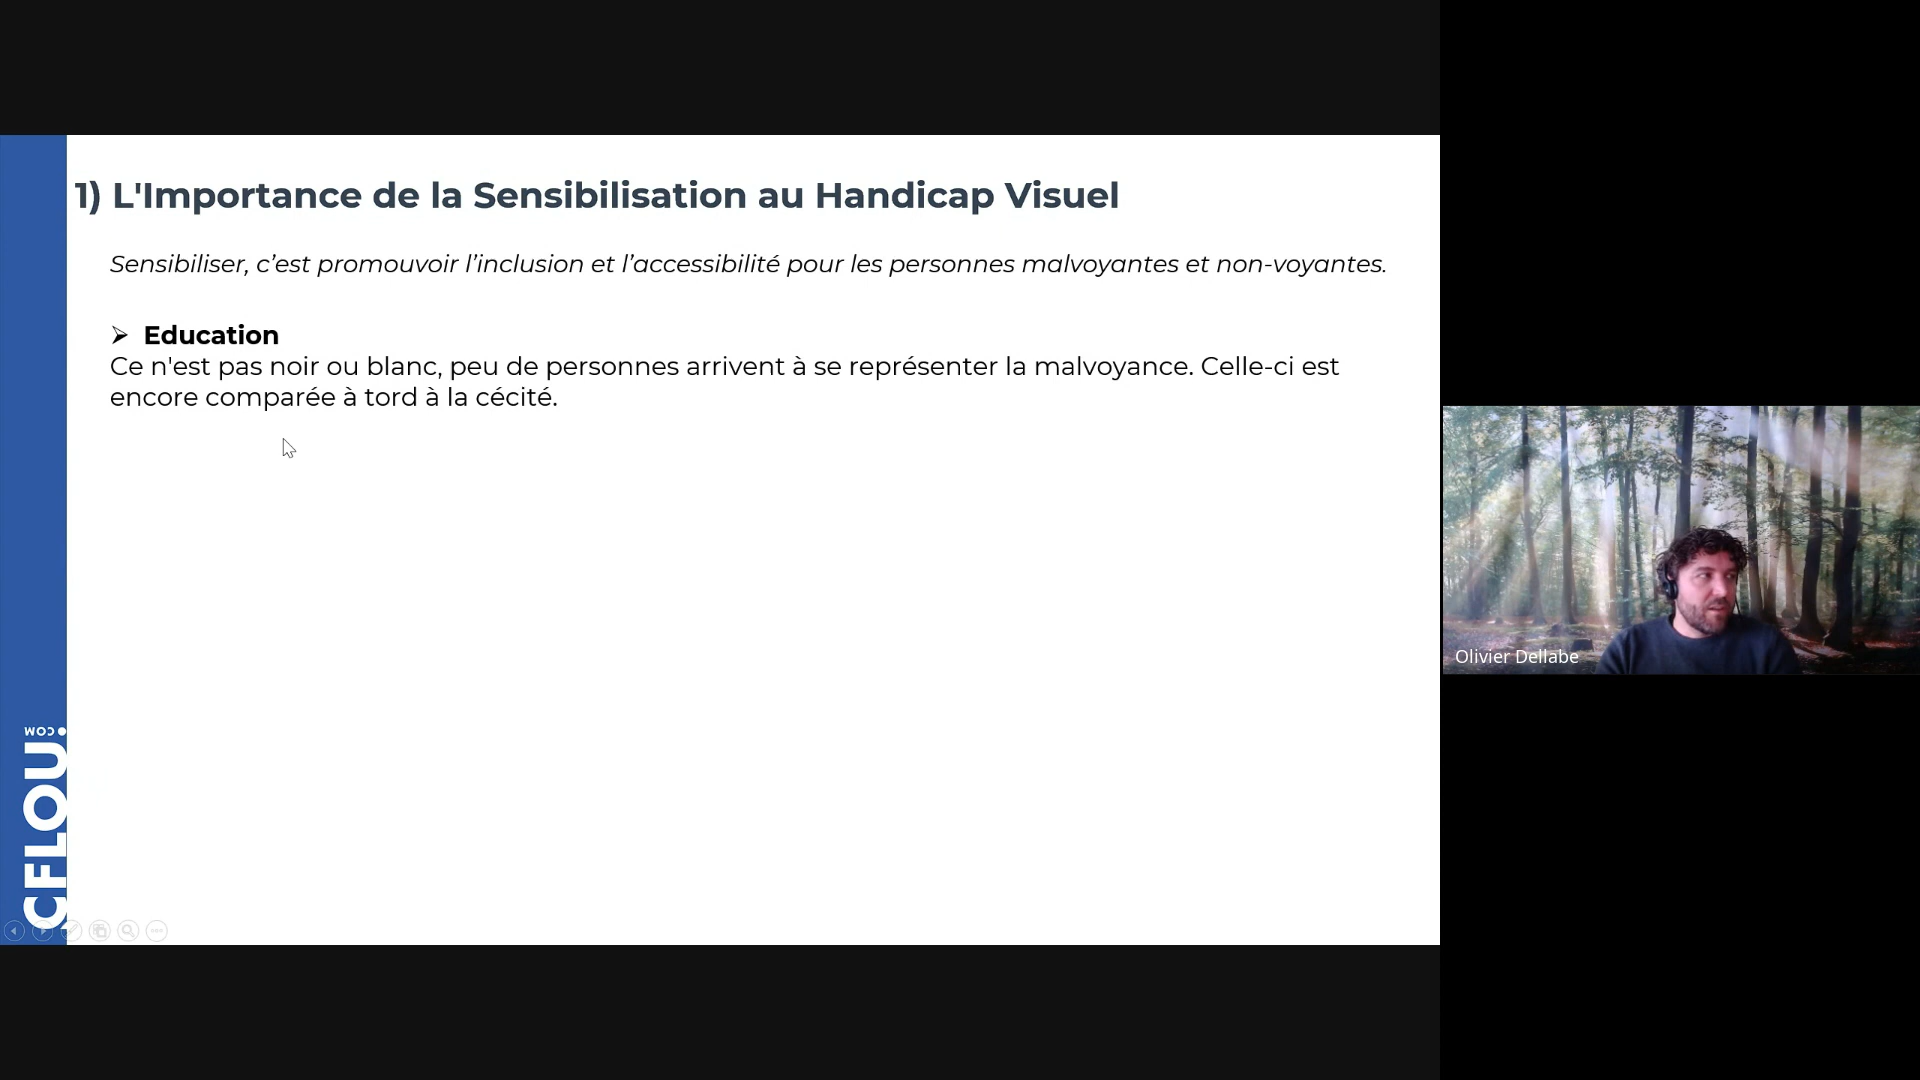 1) L'Importance de la Sensibilisation au Handicap Visuel
Sensibiliser, c’est promouvoir l’inclusion et l’accessibilité pour les personnes malvoyantes et non-voyantes.
➢ Education
Ce n'est pas noir ou blanc, peu de personnes arrivent à se représenter la malvoyance. Celle-ci est
encore comparée à tord à la cécité.
ÇFLOU.COM
Olivier Dellabe